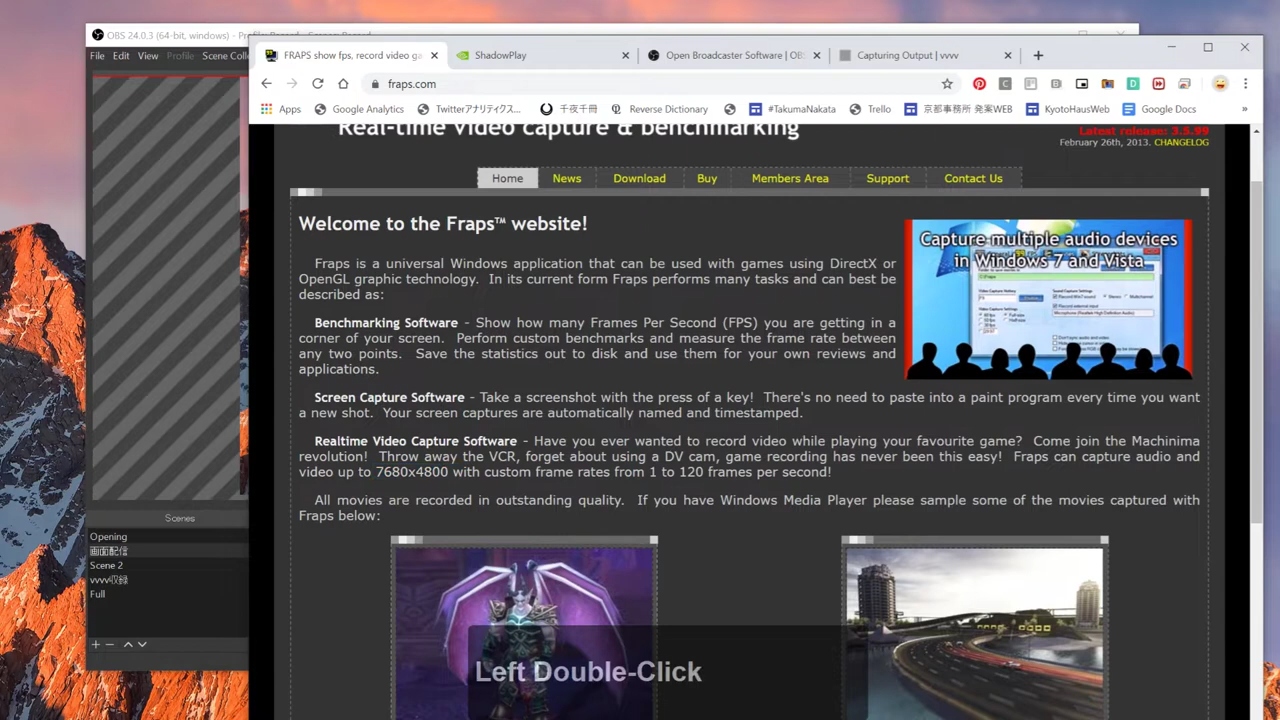 OBS 24.0.3 (64-bit, windows) - Profile: Record - Scenes: Record
File Edit View Profile Scene Coll
FRAPS show fps, record video ga
ShadowPlay
Open Broadcaster Software | OBS
Capturing Output | vvvv
fraps.com
Apps
Google Analytics
Twitterアナリティクス...
千夜千冊
Reverse Dictionary
#TakumaNakata
Trello
京都事務所 発案WEB
KyotoHausWeb
Google Docs
Real-time video capture & benchmarking
Latest release: 3.5.99
February 26th, 2013. CHANGELOG
Home News Download Buy Members Area Support Contact Us
Welcome to the Fraps™ website!
Fraps is a universal Windows application that can be used with games using DirectX or
OpenGL graphic technology. In its current form Fraps performs many tasks and can best be
described as:
Benchmarking Software - Show how many Frames Per Second (FPS) you are getting in a
corner of your screen. Perform custom benchmarks and measure the frame rate between
any two points. Save the statistics out to disk and use them for your own reviews and
applications.
Capture multiple audio devices
in Windows 7 and Vista
Screen Capture Software - Take a screenshot with the press of a key! There's no need to paste into a paint program every time you want
a new shot. Your screen captures are automatically named and timestamped.
Realtime Video Capture Software - Have you ever wanted to record video while playing your favourite game? Come join the Machinima
revolution! Throw away the VCR, forget about using a DV cam, game recording has never been this easy! Fraps can capture audio and
video up to 7680x4800 with custom frame rates from 1 to 120 frames per second!
All movies are recorded in outstanding quality. If you have Windows Media Player please sample some of the movies captured with
Fraps below:
Scenes
Opening
画面配信
Scene 2
vvvv収録
Full
Left Double-Click